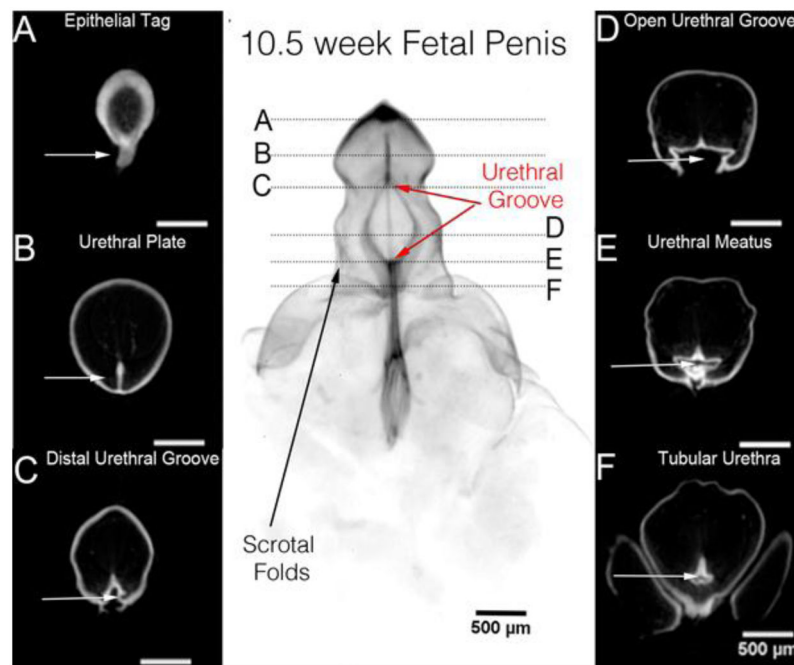 A
Epithelial Tag
B
Urethral Plate
C
Distal Urethral Groove
10.5 week Fetal Penis
A
B
C
Urethral
Groove
D
E
F
Scrotal
Folds
500 µm
D
Open Urethral Groove
E
Urethral Meatus
F
Tubular Urethra
500 µm